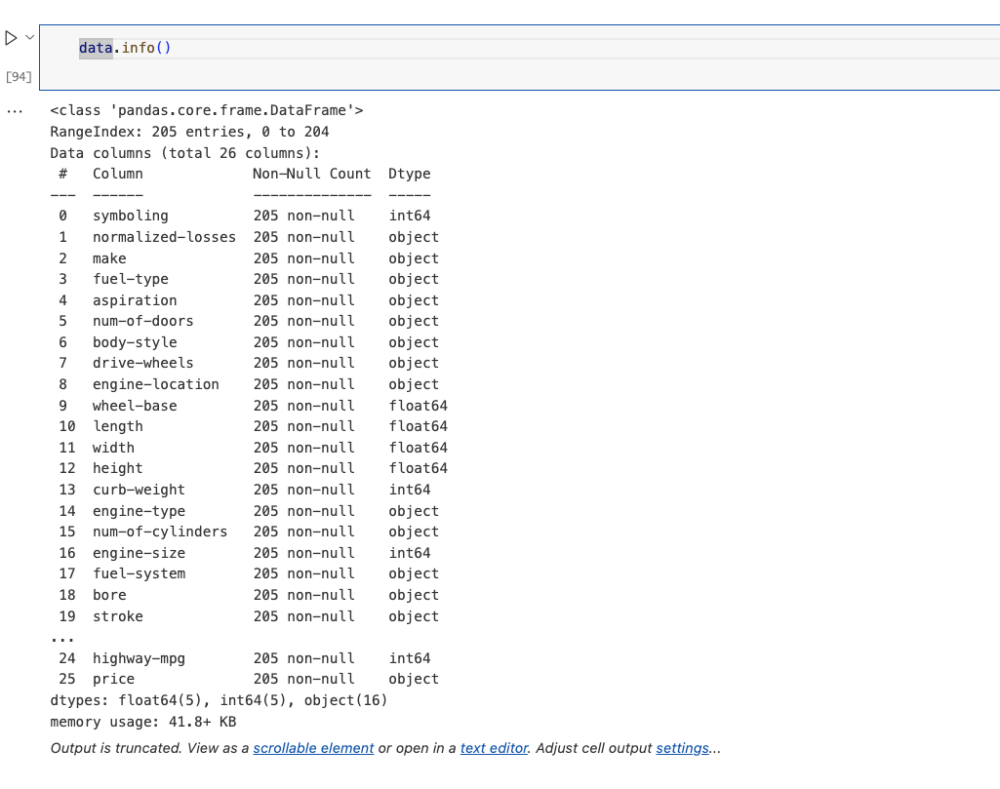 data.info()
[94]
... <class 'pandas.core.frame.DataFrame'>
RangeIndex: 205 entries, 0 to 204
Data columns (total 26 columns):
 #   Column             Non-Null Count  Dtype
---  ------             --------------  -----
 0   symboling          205 non-null    int64
 1   normalized-losses  205 non-null    object
 2   make               205 non-null    object
 3   fuel-type          205 non-null    object
 4   aspiration         205 non-null    object
 5   num-of-doors       205 non-null    object
 6   body-style         205 non-null    object
 7   drive-wheels       205 non-null    object
 8   engine-location    205 non-null    object
 9   wheel-base         205 non-null    float64
 10  length             205 non-null    float64
 11  width              205 non-null    float64
 12  height             205 non-null    float64
 13  curb-weight        205 non-null    int64
 14  engine-type        205 non-null    object
 15  num-of-cylinders   205 non-null    object
 16  engine-size        205 non-null    int64
 17  fuel-system        205 non-null    object
 18  bore               205 non-null    object
 19  stroke             205 non-null    object
...
 24  highway-mpg        205 non-null    int64
 25  price              205 non-null    object
dtypes: float64(5), int64(5), object(16)
memory usage: 41.8+ KB
Output is truncated. View as a scrollable element or open in a text editor. Adjust cell output settings...